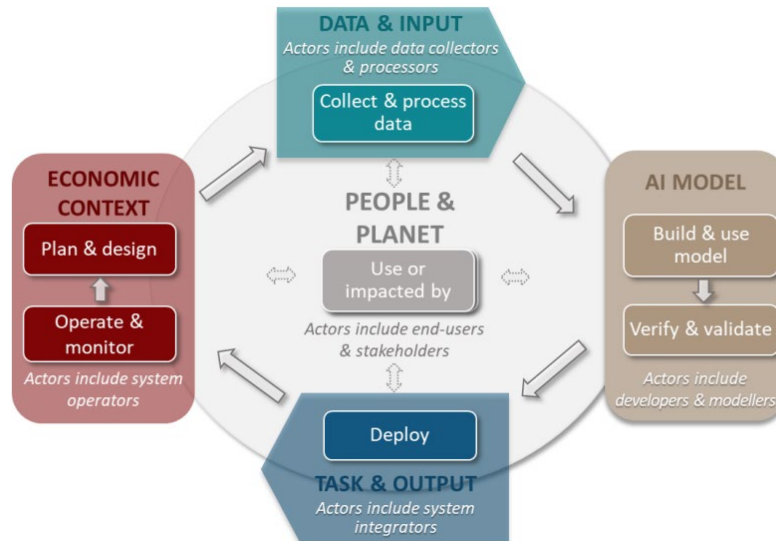 DATA & INPUT
Actors include data collectors
& processors
Collect & process
data
ECONOMIC
CONTEXT
Plan & design
Operate &
monitor
Actors include system
operators
PEOPLE &
PLANET
Use or
impacted by
Actors include end-users
& stakeholders
AI MODEL
Build & use
model
Verify & validate
Actors include
developers & modellers
Deploy
TASK & OUTPUT
Actors include system
integrators